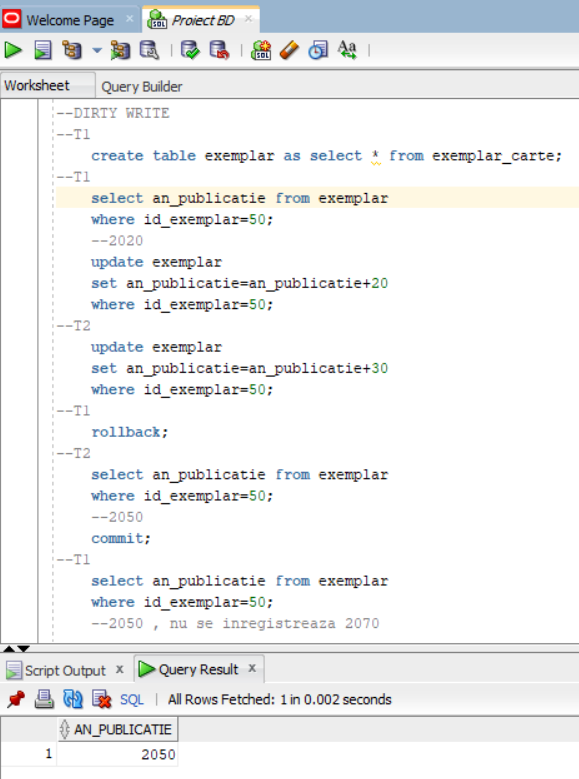 Welcome Page
Proiect BD
Worksheet
Query Builder
--DIRTY WRITE
--T1
create table exemplar as select * from exemplar_carte;
--T1
select an_publicatie from exemplar
where id_exemplar=50;
--2020
update exemplar
set an_publicatie=an_publicatie+20
where id_exemplar=50;
--T2
update exemplar
set an_publicatie=an_publicatie+30
where id_exemplar=50;
--T1
rollback;
--T2
select an_publicatie from exemplar
where id_exemplar=50;
--2050
commit;
--T1
select an_publicatie from exemplar
where id_exemplar=50;
--2050 , nu se inregistreaza 2070
Script Output x
Query Result x
SQL | All Rows Fetched: 1 in 0.002 seconds
AN_PUBLICATIE
1 2050